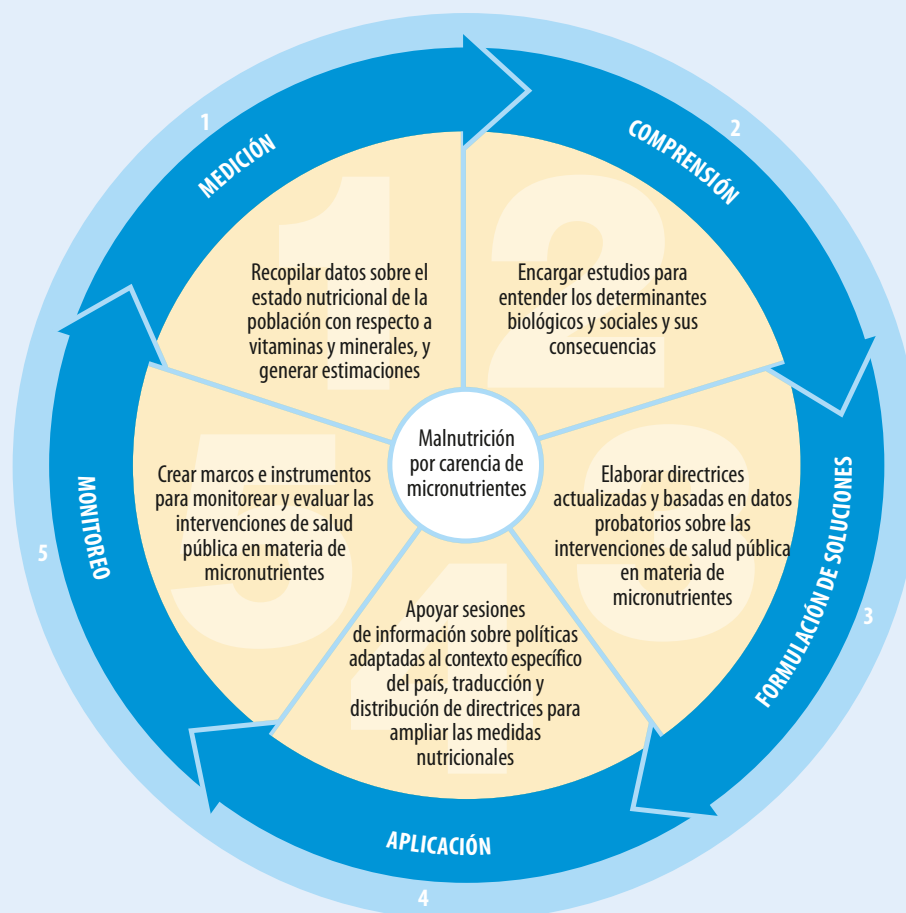 1
MEDICIÓN
1
Recopilar datos sobre el
estado nutricional de la
población con respecto a
vitaminas y minerales, y
generar estimaciones
2
COMPRENSIÓN
2
Encargar estudios para
entender los determinantes
biológicos y sociales y sus
consecuencias
3
FORMULACIÓN DE SOLUCIONES
3
Elaborar directrices
actualizadas y basadas en datos
probatorios sobre las
intervenciones de salud pública
en materia de
micronutrientes
4
APLICACIÓN
4
Apoyar sesiones
de información sobre políticas
adaptadas al contexto específico
del país, traducción y
distribución de directrices para
ampliar las medidas
nutricionales
5
MONITOREO
5
Crear marcos e instrumentos
para monitorear y evaluar las
intervenciones de salud
pública en materia de
micronutrientes
Malnutrición
por carencia de
micronutrientes